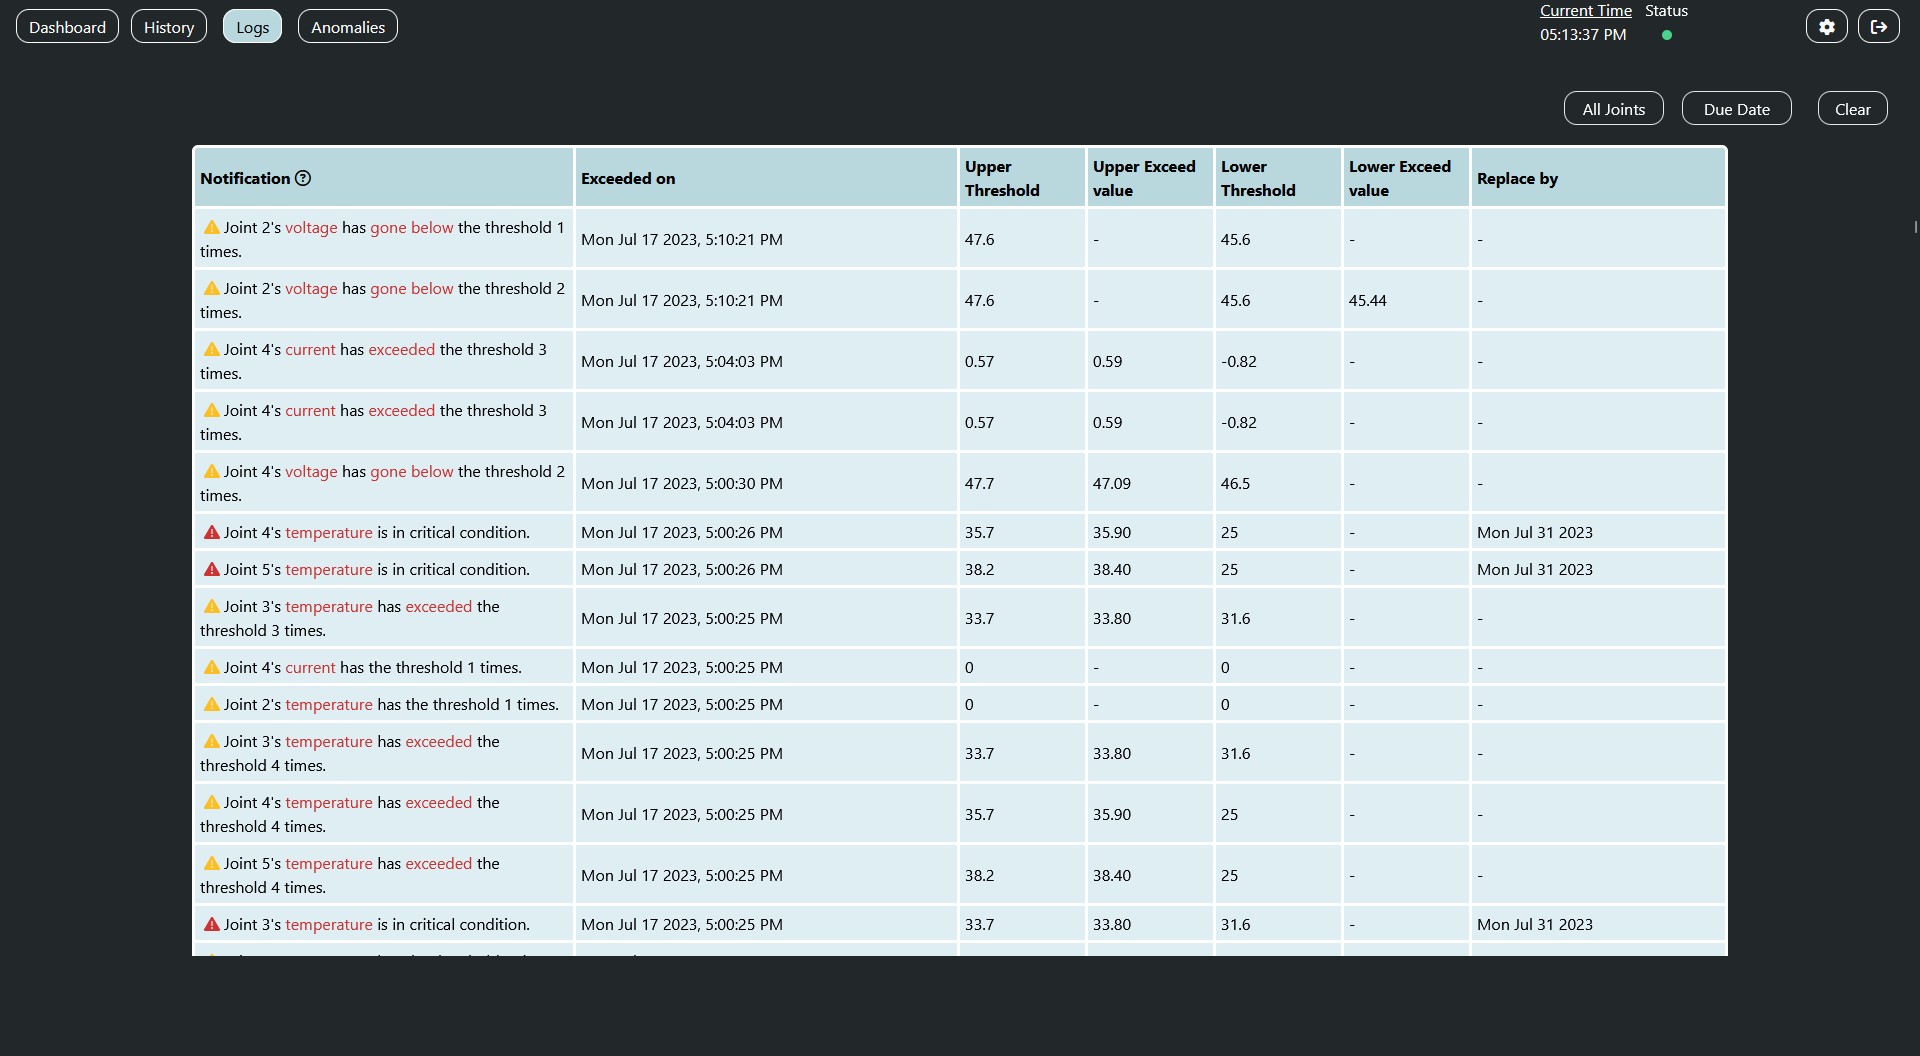 Dashboard History Logs Anomalies Current Time Status
05:13:37 PM
All Joints Due Date Clear
Notification Exceeded on Upper Threshold Upper Exceed value Lower Threshold Lower Exceed value Replace by
Joint 2's voltage has gone below the threshold 1
times. Mon Jul 17 2023, 5:10:21 PM 47.6 - 45.6 - -
Joint 2's voltage has gone below the threshold 2
times. Mon Jul 17 2023, 5:10:21 PM 47.6 - 45.6 45.44 -
Joint 4's current has exceeded the threshold 3
times. Mon Jul 17 2023, 5:04:03 PM 0.57 0.59 -0.82 - -
Joint 4's current has exceeded the threshold 3
times. Mon Jul 17 2023, 5:04:03 PM 0.57 0.59 -0.82 - -
Joint 4's voltage has gone below the threshold 2
times. Mon Jul 17 2023, 5:00:30 PM 47.7 47.09 46.5 - -
Joint 4's temperature is in critical condition. Mon Jul 17 2023, 5:00:26 PM 35.7 35.90 25 - Mon Jul 31 2023
Joint 5's temperature is in critical condition. Mon Jul 17 2023, 5:00:26 PM 38.2 38.40 25 - Mon Jul 31 2023
Joint 3's temperature has exceeded the
threshold 3 times. Mon Jul 17 2023, 5:00:25 PM 33.7 33.80 31.6 - -
Joint 4's current has the threshold 1 times. Mon Jul 17 2023, 5:00:25 PM 0 - 0 - -
Joint 2's temperature has the threshold 1 times. Mon Jul 17 2023, 5:00:25 PM 0 - 0 - -
Joint 3's temperature has exceeded the
threshold 4 times. Mon Jul 17 2023, 5:00:25 PM 33.7 33.80 31.6 - -
Joint 4's temperature has exceeded the
threshold 4 times. Mon Jul 17 2023, 5:00:25 PM 35.7 35.90 25 - -
Joint 5's temperature has exceeded the
threshold 4 times. Mon Jul 17 2023, 5:00:25 PM 38.2 38.40 25 - -
Joint 3's temperature is in critical condition. Mon Jul 17 2023, 5:00:25 PM 33.7 33.80 31.6 - Mon Jul 31 2023